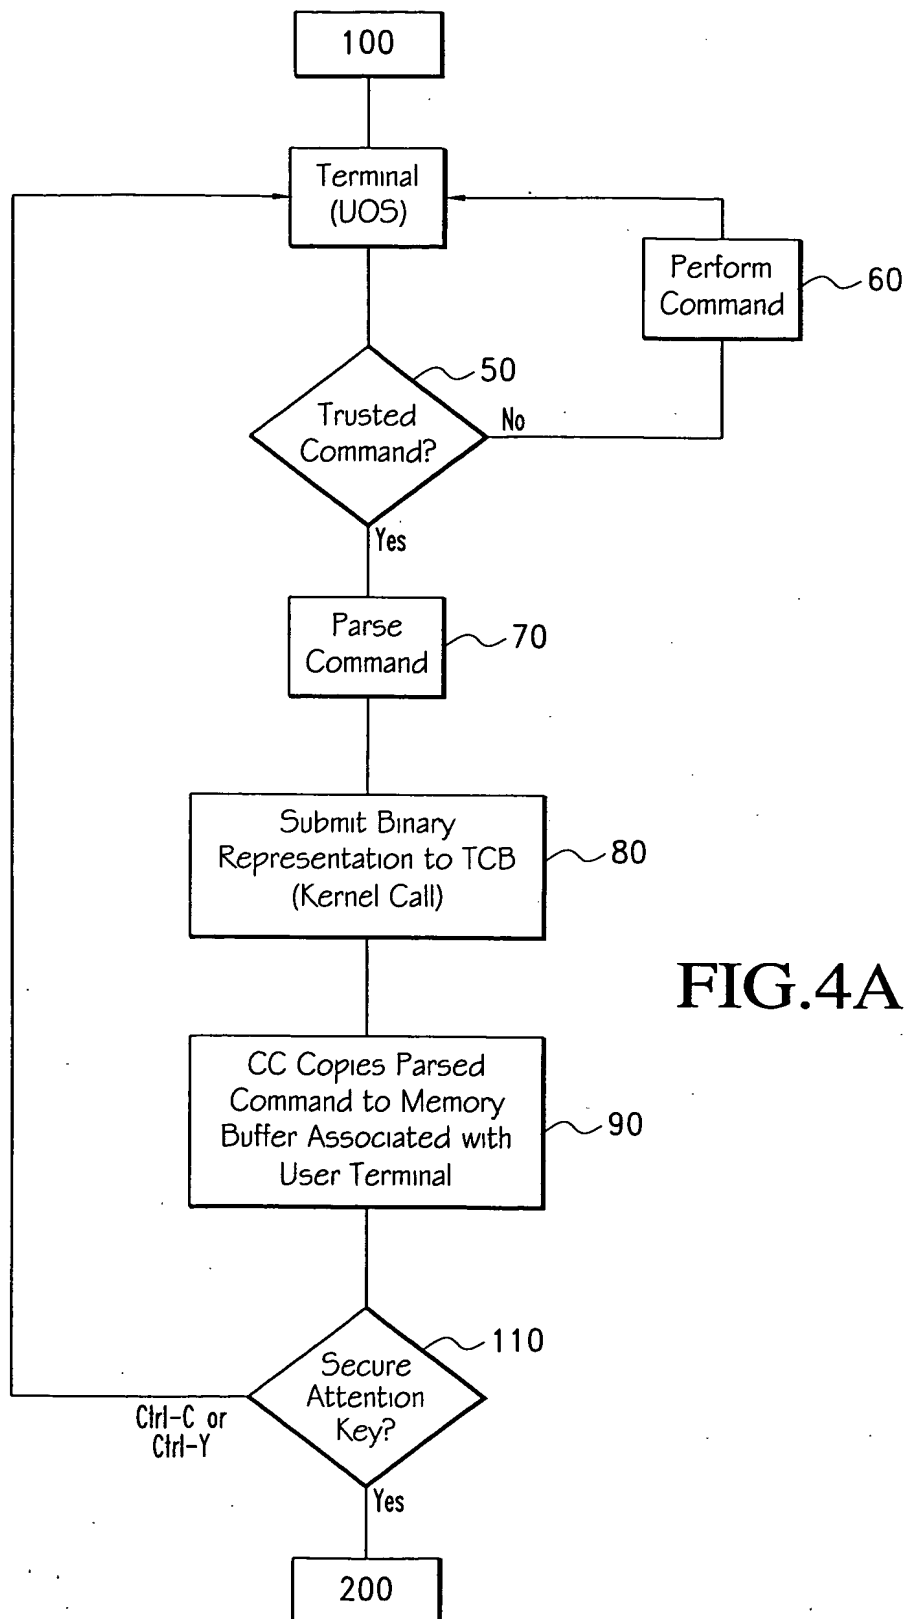 100
Terminal
(UOS)
Perform
Command
60
50
Trusted
Command?
No
Yes
Parse
Command
70
Submit Binary
Representation to TCB
(Kernel Call)
80
FIG.4A
CC Copies Parsed
Command to Memory
Buffer Associated with
User Terminal
90
110
Secure
Attention
Key?
Ctrl-C or
Ctrl-Y
Yes
200